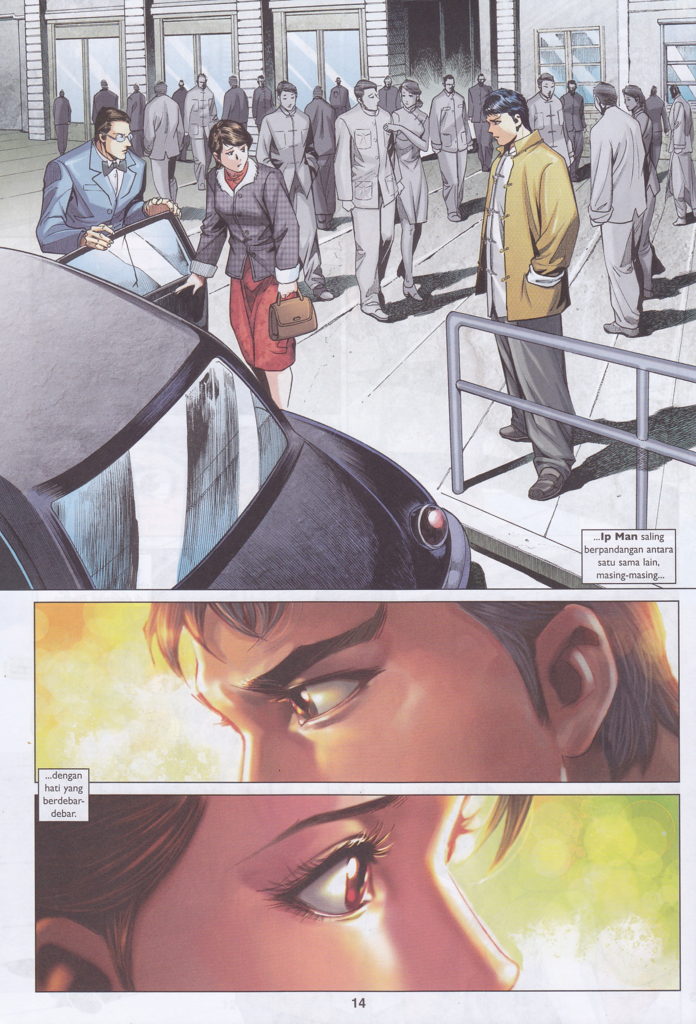 ...Ip Man saling
berpandangan antara
satu sama lain,
masing-masing...
...dengan
hati yang
berdebar-
debar.
14